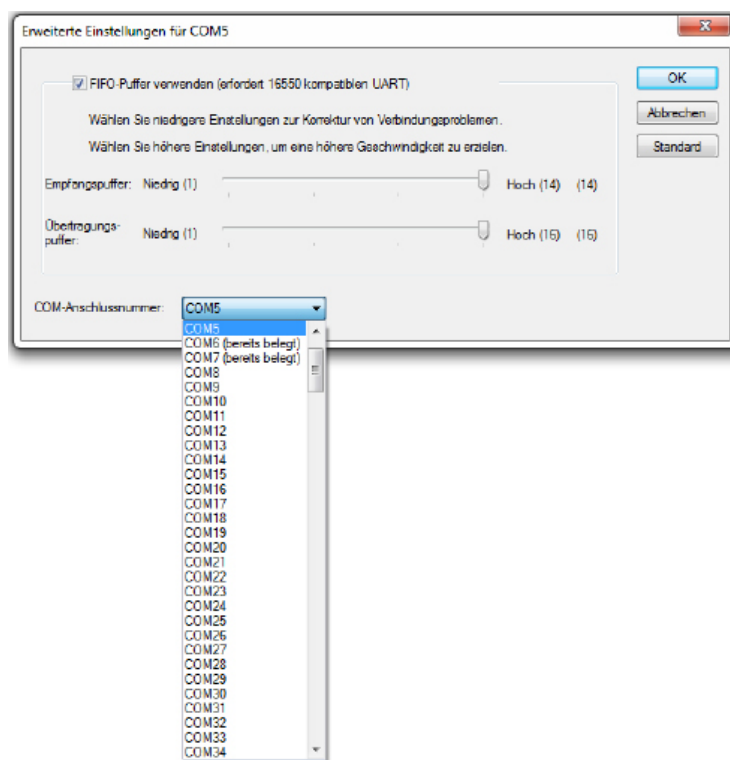 Erweiterte Einstellungen für COM5
FIFO-Puffer verwenden (erfordert 16550 kompatiblen UART)
OK
Wählen Sie niedrigere Einstellungen zur Korrektur von Verbindungsproblemen.
Abbrechen
Wählen Sie höhere Einstellungen, um eine höhere Geschwindigkeit zu erzielen.
Standard
Empfangspuffer: Niedrig (1) Hoch (14) (14)
Übertragungs-
puffer: Niedrig (1) Hoch (16) (16)
COM-Anschlussnummer: COM5
COM5
COM6 (bereits belegt)
COM7 (bereits belegt)
COM8
COM9
COM10
COM11
COM12
COM13
COM14
COM15
COM16
COM17
COM18
COM19
COM20
COM21
COM22
COM23
COM24
COM25
COM26
COM27
COM28
COM29
COM30
COM31
COM32
COM33
COM34